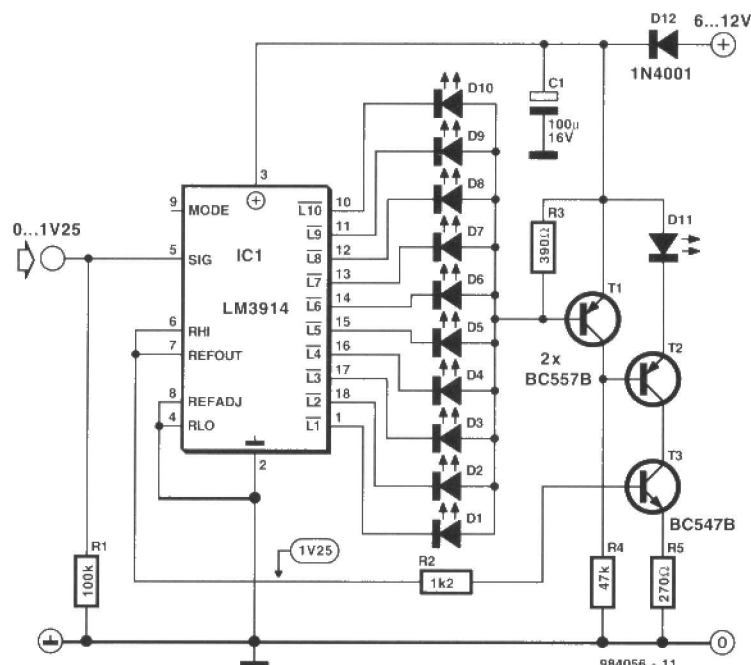 D12
6...12V
1N4001
C1
100µ
16V
D10
D9
D8
D7
D6
D5
D4
D3
D2
D1
3
9
MODE
L10
10
L9
11
0...1V25
5
SIG
IC1
L8
12
L7
13
LM3914
L6
14
6
RHI
L5
15
7
REFOUT
L4
16
L3
17
8
REFADJ
L2
18
4
RLO
L1
1
2
R3
390Ω
D11
T1
2x
BC557B
T2
T3
BC547B
1V25
R1
100k
R2
1k2
R4
47k
R5
270Ω
0
984056 - 11